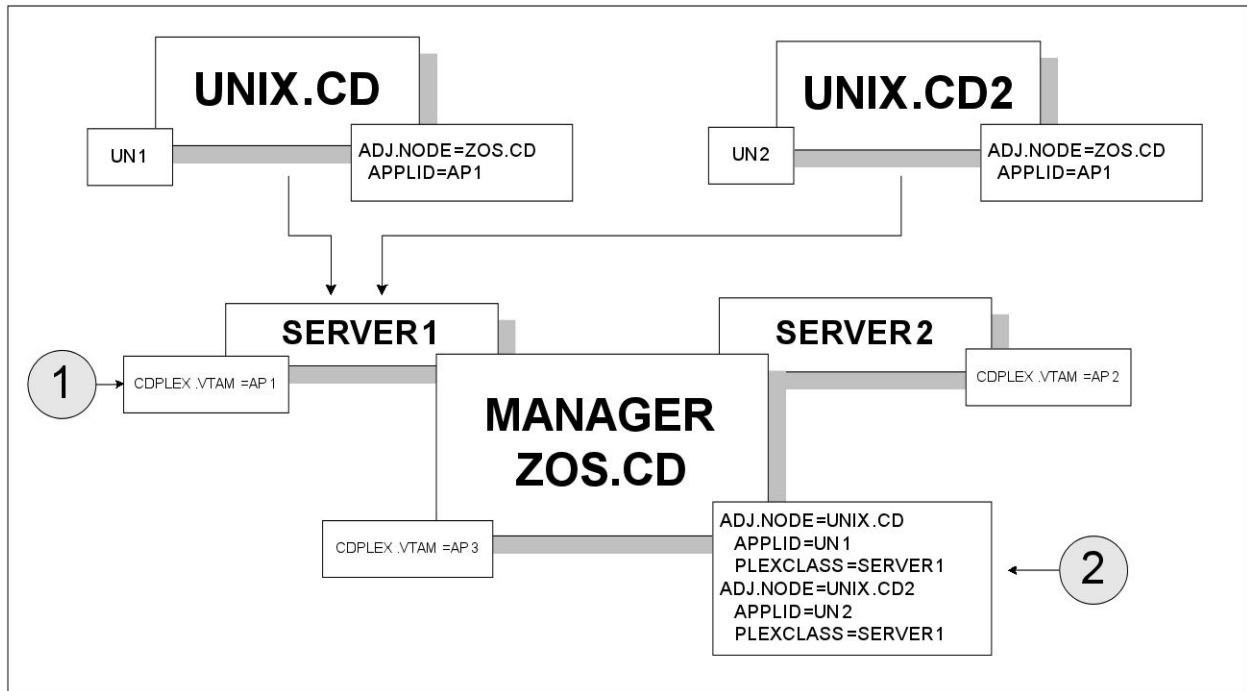 UNIX.CD
UN1
ADJ.NODE=ZOS.CD
APPLID=AP1
UNIX.CD2
UN2
ADJ.NODE=ZOS.CD
APPLID=AP1
SERVER1
CDPLEX .VTAM =AP1
1
SERVER2
CDPLEX .VTAM =AP2
MANAGER
ZOS.CD
CDPLEX .VTAM =AP3
ADJ.NODE=UNIX.CD
APPLID=UN1
PLEXCLASS=SERVER1
ADJ.NODE=UNIX.CD2
APPLID=UN2
PLEXCLASS=SERVER1
2